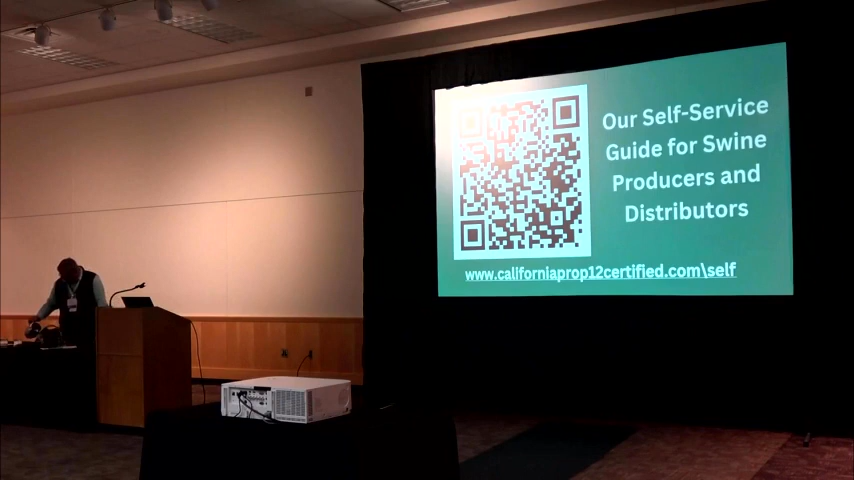 Our Self-Service
Guide for Swine
Producers and
Distributors
www.californiaprop12certified.com\self